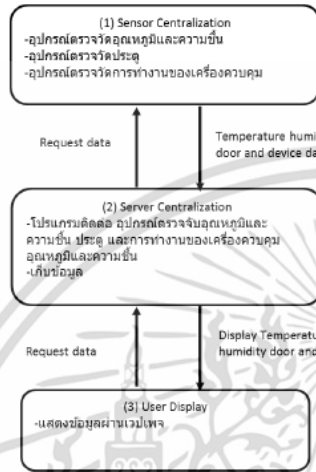 (1) Sensor Centralization
-อุปกรณ์ตรวจวัดอุณหภูมิและความชื้น
-อุปกรณ์ตรวจวัดประตู
-อุปกรณ์ตรวจวัดการทำงานของเครื่องควบคุม
Request data
Temperature humi
door and device da
(2) Server Centralization
-โปรแกรมติดต่อ อุปกรณ์ตรวจจับอุณหภูมิและ
ความชื้น ประตู และการทำงานของเครื่องควบคุม
อุณหภูมิและความชื้น
-เก็บข้อมูล
Request data
Display Temperatur
humidity door and
(3) User Display
-แสดงข้อมูลผ่านเวปเพจ